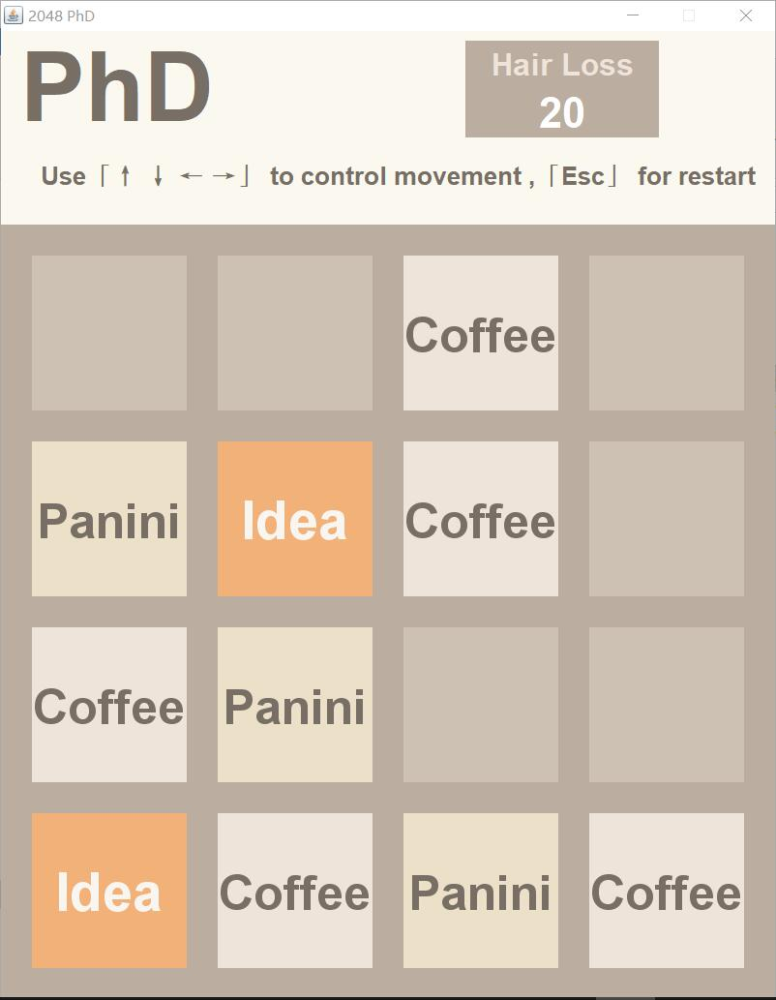 2048 PhD
PhD
Hair Loss
20
Use「↑ ↓ ←→」 to control movement ,「Esc」 for restart
Coffee
Panini Idea Coffee
Coffee Panini
Idea Coffee Panini Coffee